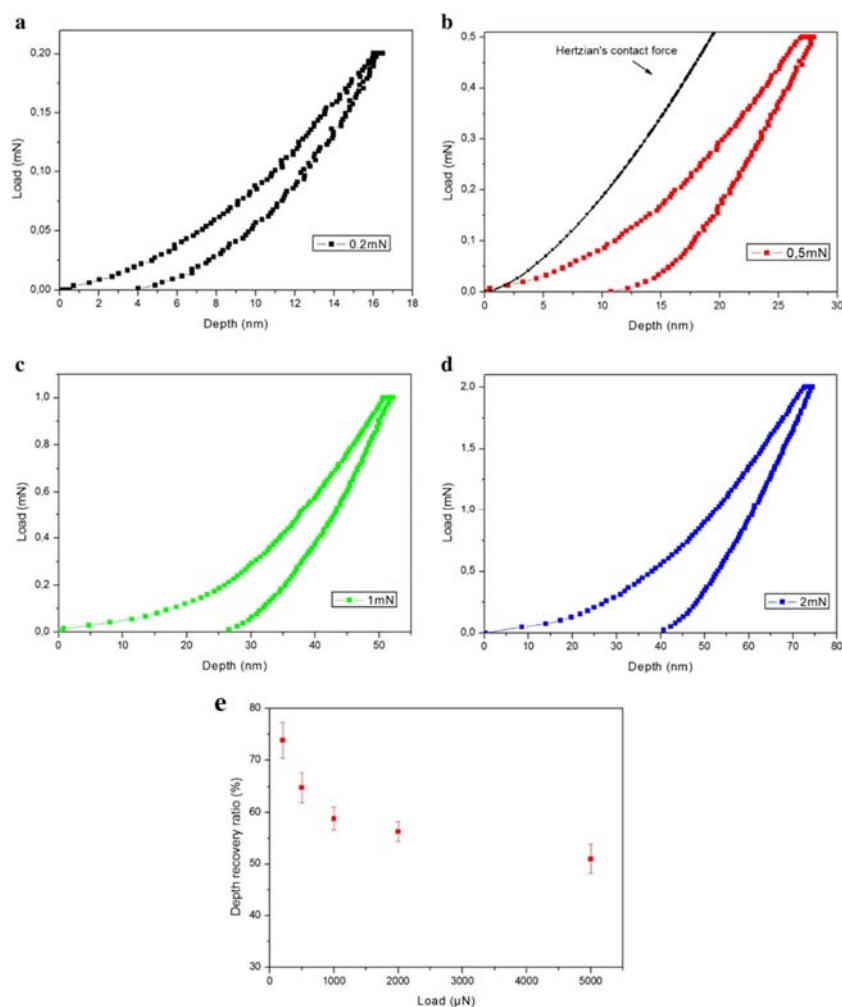 a
0,20
0,15
0,10
0,05
0,00
Load (mN)
0.2mN
0 2 4 6 8 10 12 14 16 18
Depth (nm)
b
0,5
0,4
0,3
0,2
0,1
0,0
Load (mN)
Hertzian's contact force
0,5mN
0 5 10 15 20 25 30
Depth (nm)
c
1,0
0,8
0,6
0,4
0,2
0,0
Load (mN)
1mN
0 10 20 30 40 50
Depth (nm)
d
2,0
1,5
1,0
0,5
0,0
Load (mN)
2mN
0 10 20 30 40 50 60 70 80
Depth (nm)
e
80
70
60
50
40
30
Depth recovery ratio (%)
0 1000 2000 3000 4000 5000
Load (µN)